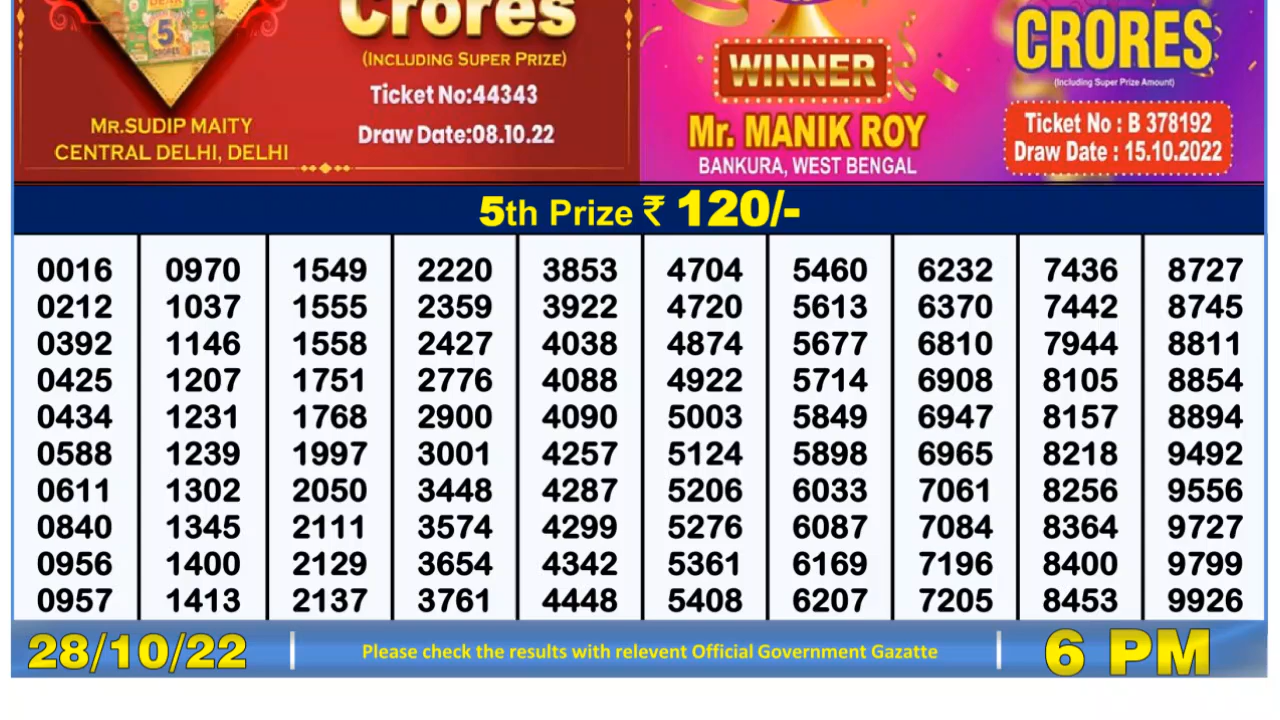 DEAR
5
CRORES
Crores
(INCLUDING SUPER PRIZE)
Ticket No:44343
Draw Date:08.10.22
Mr.SUDIP MAITY
CENTRAL DELHI, DELHI
WINNER
Mr. MANIK ROY
BANKURA, WEST BENGAL
CRORES
(Including Super Prize Amount)
Ticket No : B 378192
Draw Date : 15.10.2022
5th Prize ₹ 120/-
0016 0970 1549 2220 3853 4704 5460 6232 7436 8727
0212 1037 1555 2359 3922 4720 5613 6370 7442 8745
0392 1146 1558 2427 4038 4874 5677 6810 7944 8811
0425 1207 1751 2776 4088 4922 5714 6908 8105 8854
0434 1231 1768 2900 4090 5003 5849 6947 8157 8894
0588 1239 1997 3001 4257 5124 5898 6965 8218 9492
0611 1302 2050 3448 4287 5206 6033 7061 8256 9556
0840 1345 2111 3574 4299 5276 6087 7084 8364 9727
0956 1400 2129 3654 4342 5361 6169 7196 8400 9799
0957 1413 2137 3761 4448 5408 6207 7205 8453 9926
28/10/22 | Please check the results with relevent Official Government Gazatte | 6 PM